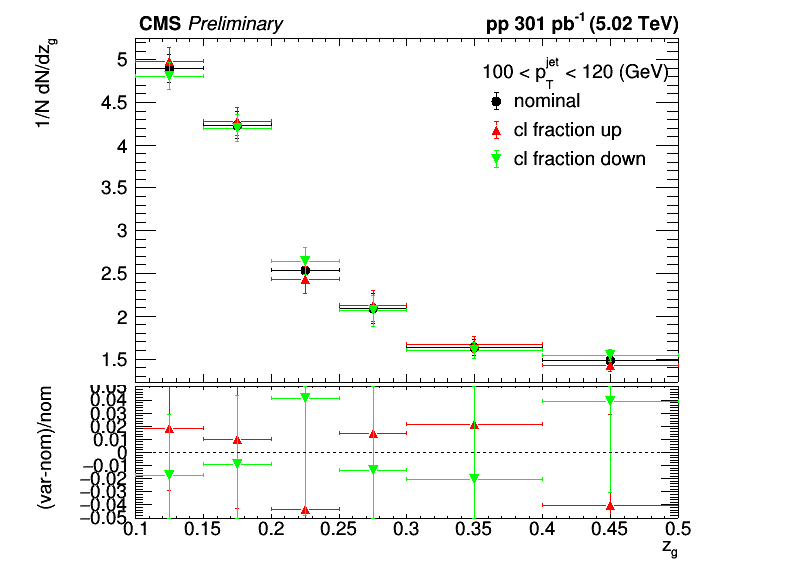 CMS Preliminary pp 301 pb⁻¹ (5.02 TeV)
1/N dN/dz_g
5
4.5
4
3.5
3
2.5
2
1.5
100 < p_T^jet < 120 (GeV)
nominal
cl fraction up
cl fraction down
(var-nom)/nom
0.05
0.04
0.03
0.02
0.01
0
−0.01
−0.02
−0.03
−0.04
−0.05
0.1 0.15 0.2 0.25 0.3 0.35 0.4 0.45 0.5
z_g